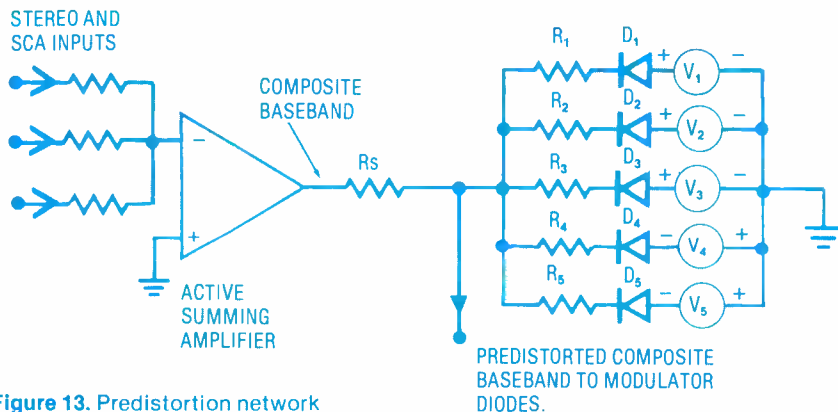 STEREO AND
SCA INPUTS
COMPOSITE
BASEBAND
Rs
−
+
ACTIVE
SUMMING
AMPLIFIER
R1 D1 + V1 −
R2 D2 + V2 −
R3 D3 + V3 −
R4 D4 − V4 +
R5 D5 − V5 +
PREDISTORTED COMPOSITE
BASEBAND TO MODULATOR
DIODES.
Figure 13. Predistortion network